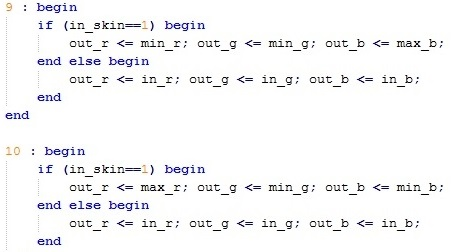 9 : begin
if (in_skin==1) begin
out_r <= min_r; out_g <= min_g; out_b <= max_b;
end else begin
out_r <= in_r; out_g <= in_g; out_b <= in_b;
end
end
10 : begin
if (in_skin==1) begin
out_r <= max_r; out_g <= min_g; out_b <= min_b;
end else begin
out_r <= in_r; out_g <= in_g; out_b <= in_b;
end